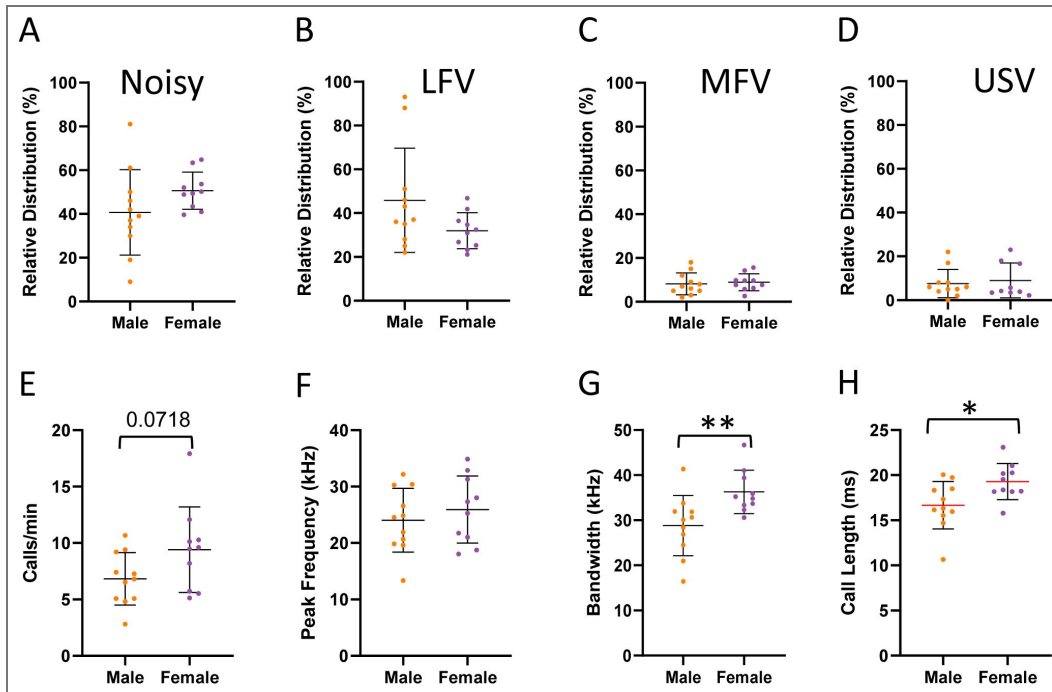 A
B
C
D
Noisy
LFV
MFV
USV
Relative Distribution (%)
100
80
60
40
20
0
Male Female
Relative Distribution (%)
100
80
60
40
20
0
Male Female
Relative Distribution (%)
100
80
60
40
20
0
Male Female
Relative Distribution (%)
100
80
60
40
20
0
Male Female
E
F
G
H
0.0718
**
*
Calls/min
20
15
10
5
0
Male Female
Peak Frequency (kHz)
40
30
20
10
0
Male Female
Bandwidth (kHz)
50
40
30
20
10
0
Male Female
Call Length (ms)
25
20
15
10
5
0
Male Female